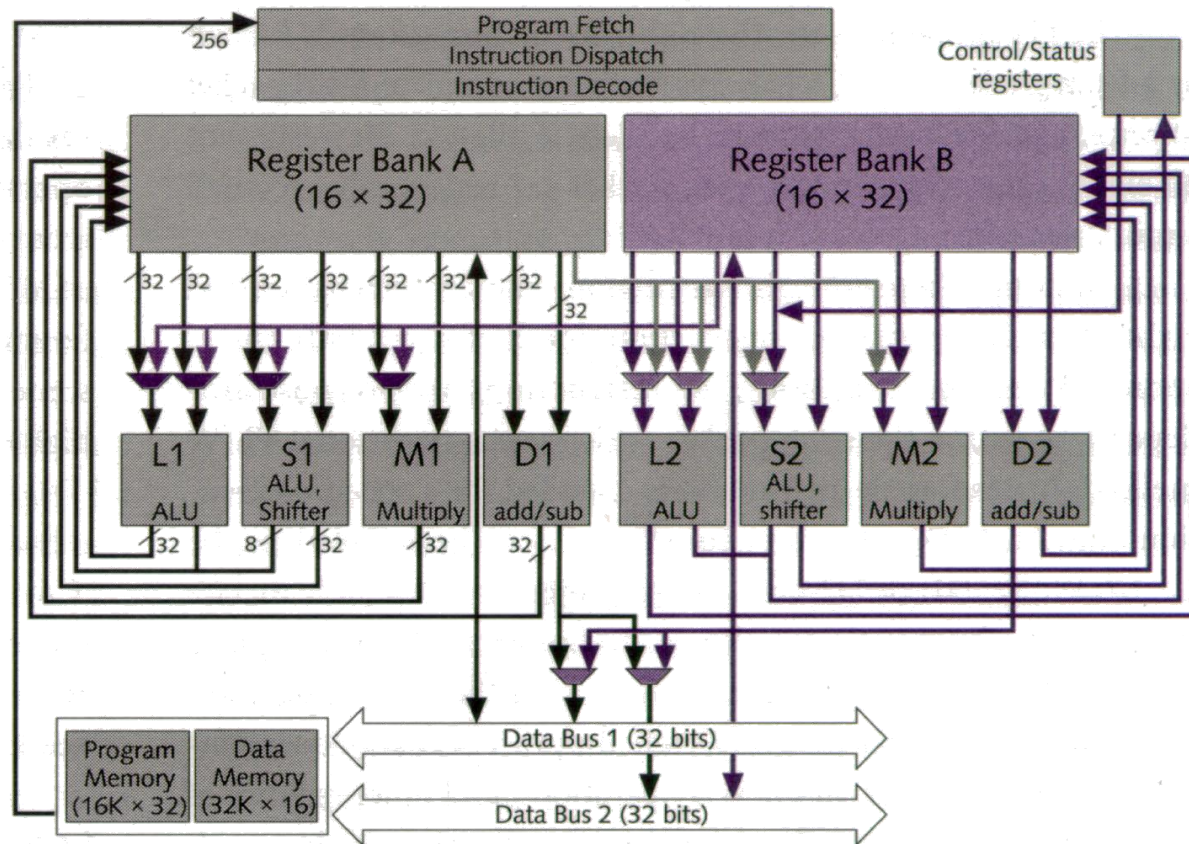 256
Program Fetch
Instruction Dispatch
Instruction Decode
Control/Status
registers
Register Bank A
(16 × 32)
Register Bank B
(16 × 32)
32
32
32
32
32
32
32
32
L1
ALU
S1
ALU,
Shifter
M1
Multiply
D1
add/sub
L2
ALU
S2
ALU,
shifter
M2
Multiply
D2
add/sub
32
8
32
32
32
Program
Memory
(16K × 32)
Data
Memory
(32K × 16)
Data Bus 1 (32 bits)
Data Bus 2 (32 bits)